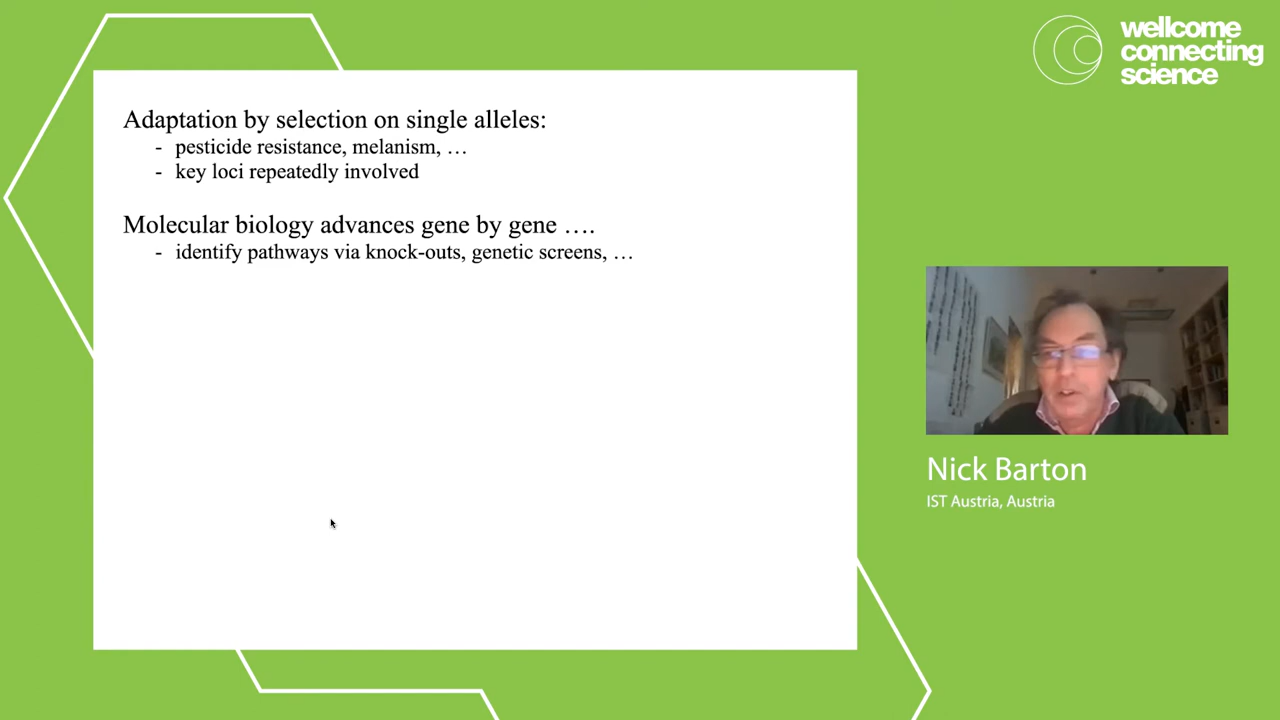 wellcome
connecting
science
Adaptation by selection on single alleles:
- pesticide resistance, melanism, …
- key loci repeatedly involved
Molecular biology advances gene by gene ….
- identify pathways via knock-outs, genetic screens, …
Nick Barton
IST Austria, Austria